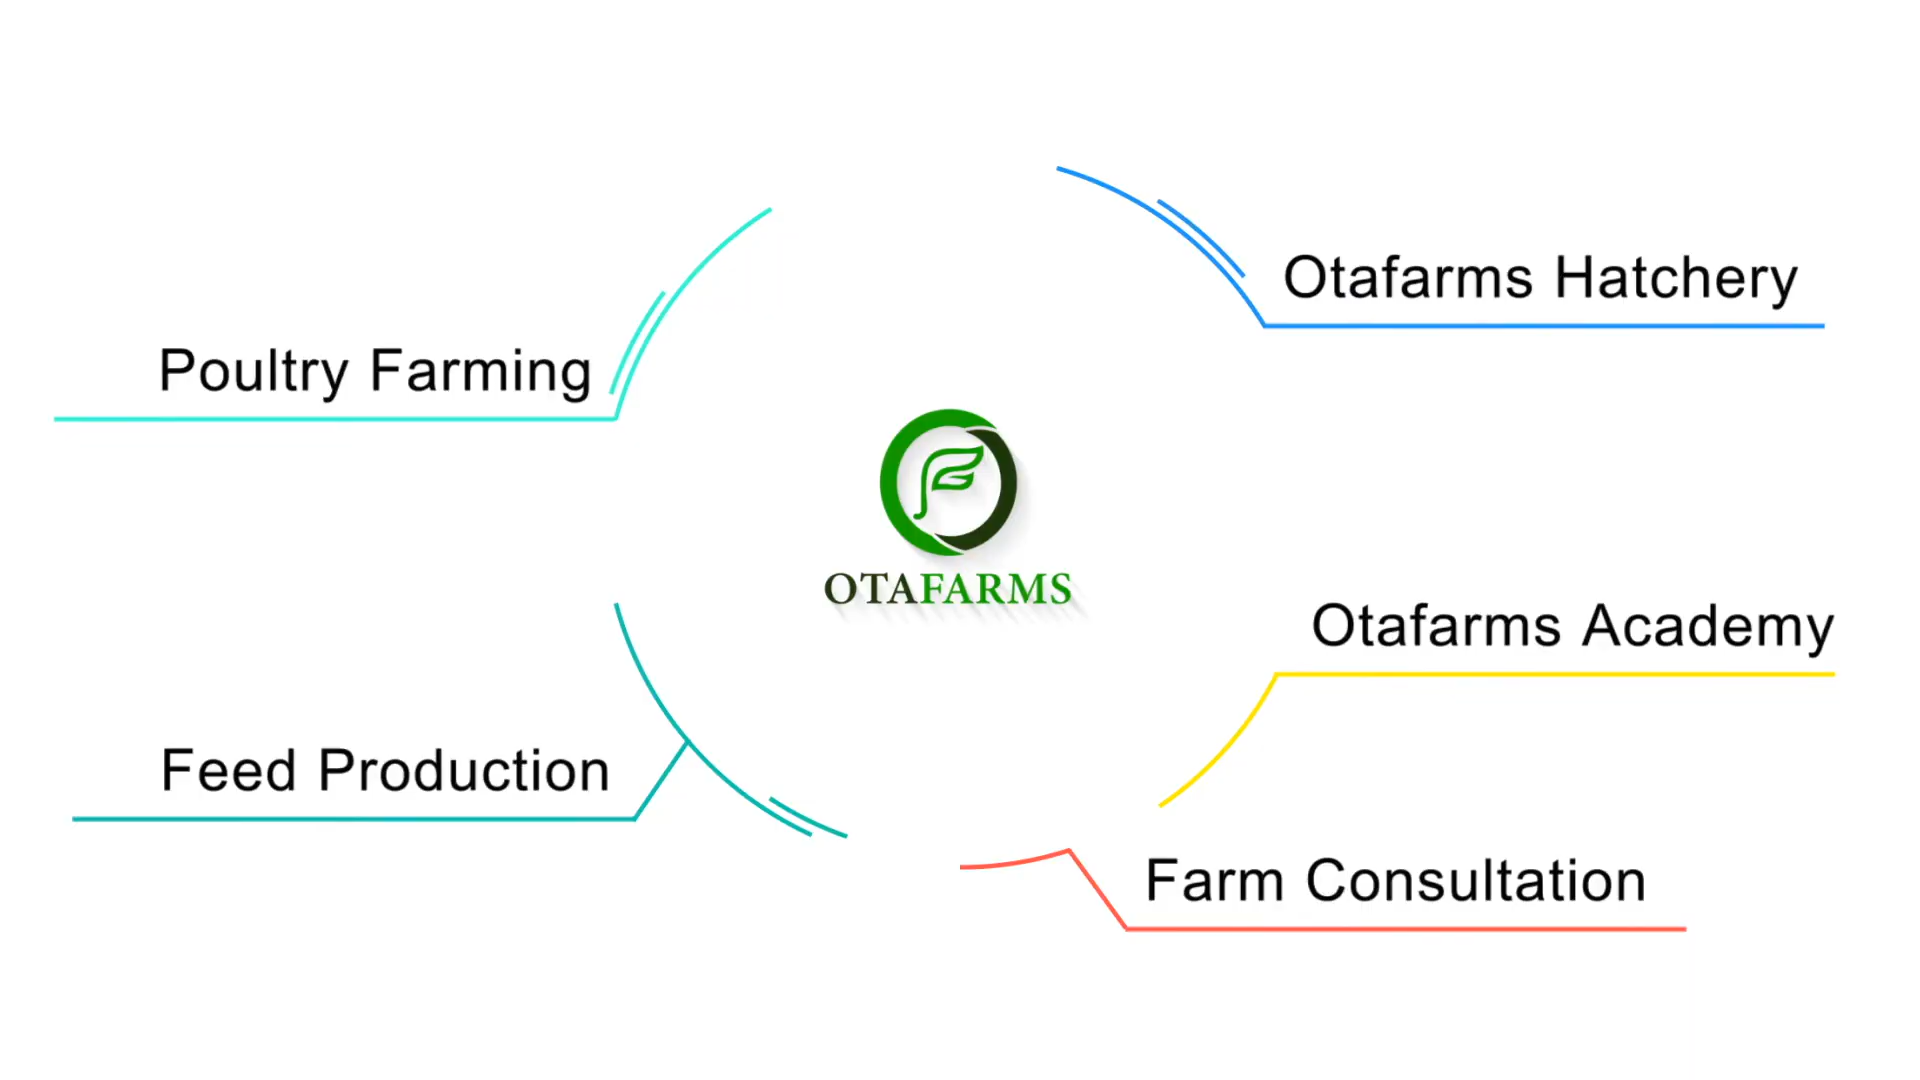 Otafarms Hatchery
Poultry Farming
OTAFARMS
Otafarms Academy
Feed Production
Farm Consultation